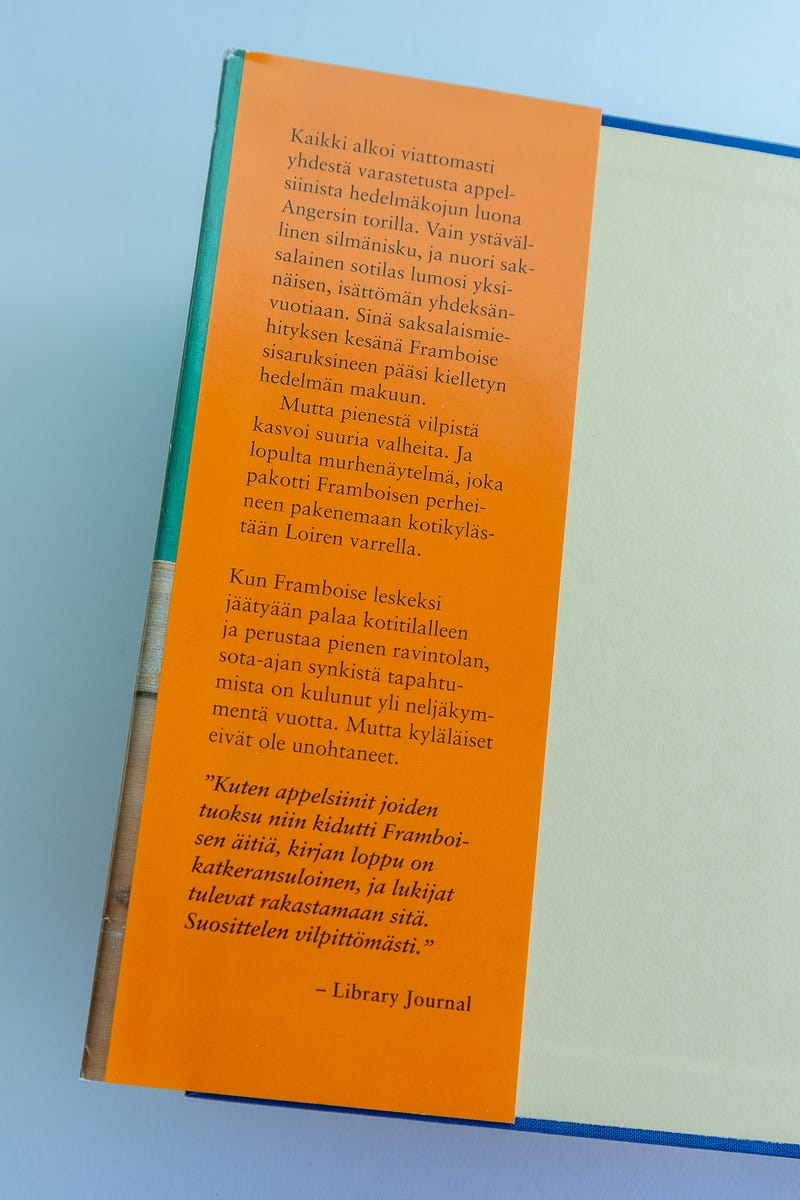 Kaikki alkoi viattomasti
yhdestä varastetusta appel-
siinista hedelmäkojun luona
Angersin torilla. Vain ystäväl-
linen silmänisku, ja nuori sak-
salainen sotilas lumosi yksi-
näisen, isättömän yhdeksän-
vuotiaan. Sinä saksalaismie-
hityksen kesänä Framboise
sisaruksineen pääsi kielletyn
hedelmän makuun.
Mutta pienestä vilpistä
kasvoi suuria valheita. Ja
lopulta murhenäytelmä, joka
pakotti Framboisen perhei-
neen pakenemaan kotikyläs-
tään Loiren varrella.
Kun Framboise leskeksi
jäätyään palaa kotitilalleen
ja perustaa pienen ravintolan,
sota-ajan synkistä tapahtu-
mista on kulunut yli neljäkym-
mentä vuotta. Mutta kyläläiset
eivät ole unohtaneet.
”Kuten appelsiinit joiden
tuoksu niin kidutti Framboi-
sen äitiä, kirjan loppu on
katkeransuloinen, ja lukijat
tulevat rakastamaan sitä.
Suosittelen vilpittömästi.”
– Library Journal